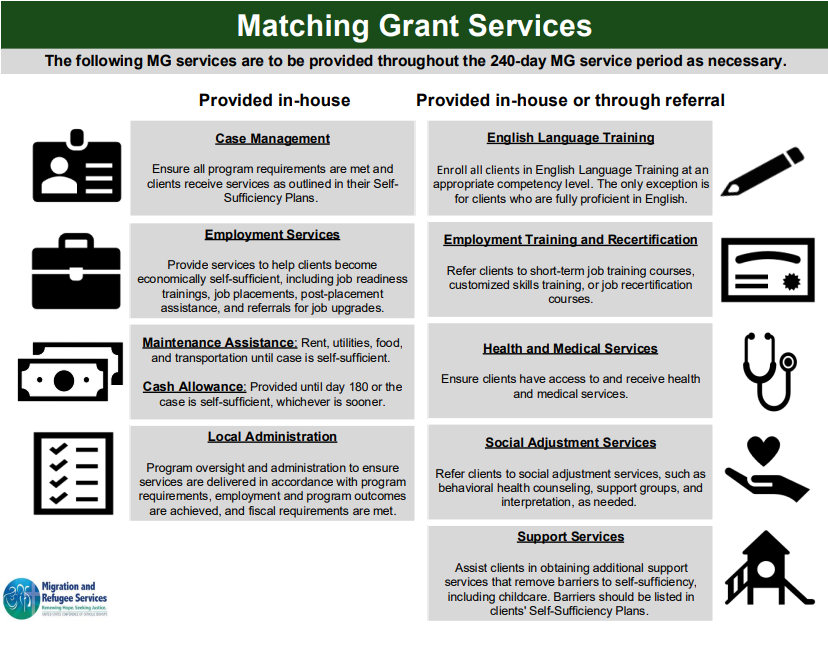 Matching Grant Services
The following MG services are to be provided throughout the 240-day MG service period as necessary.
Provided in-house
Case Management
Ensure all program requirements are met and
clients receive services as outlined in their Self-
Sufficiency Plans.
Employment Services
Provide services to help clients become
economically self-sufficient, including job readiness
trainings, job placements, post-placement
assistance, and referrals for job upgrades.
Maintenance Assistance: Rent, utilities, food,
and transportation until case is self-sufficient.
Cash Allowance: Provided until day 180 or the
case is self-sufficient, whichever is sooner.
Local Administration
Program oversight and administration to ensure
services are delivered in accordance with program
requirements, employment and program outcomes
are achieved, and fiscal requirements are met.
Provided in-house or through referral
English Language Training
Enroll all clients in English Language Training at an
appropriate competency level. The only exception is
for clients who are fully proficient in English.
Employment Training and Recertification
Refer clients to short-term job training courses,
customized skills training, or job recertification
courses.
Health and Medical Services
Ensure clients have access to and receive health
and medical services.
Social Adjustment Services
Refer clients to social adjustment services, such as
behavioral health counseling, support groups, and
interpretation, as needed.
Support Services
Assist clients in obtaining additional support
services that remove barriers to self-sufficiency,
including childcare. Barriers should be listed in
clients' Self-Sufficiency Plans.
Migration and
Refugee Services
Renewing Hope. Seeking Justice.